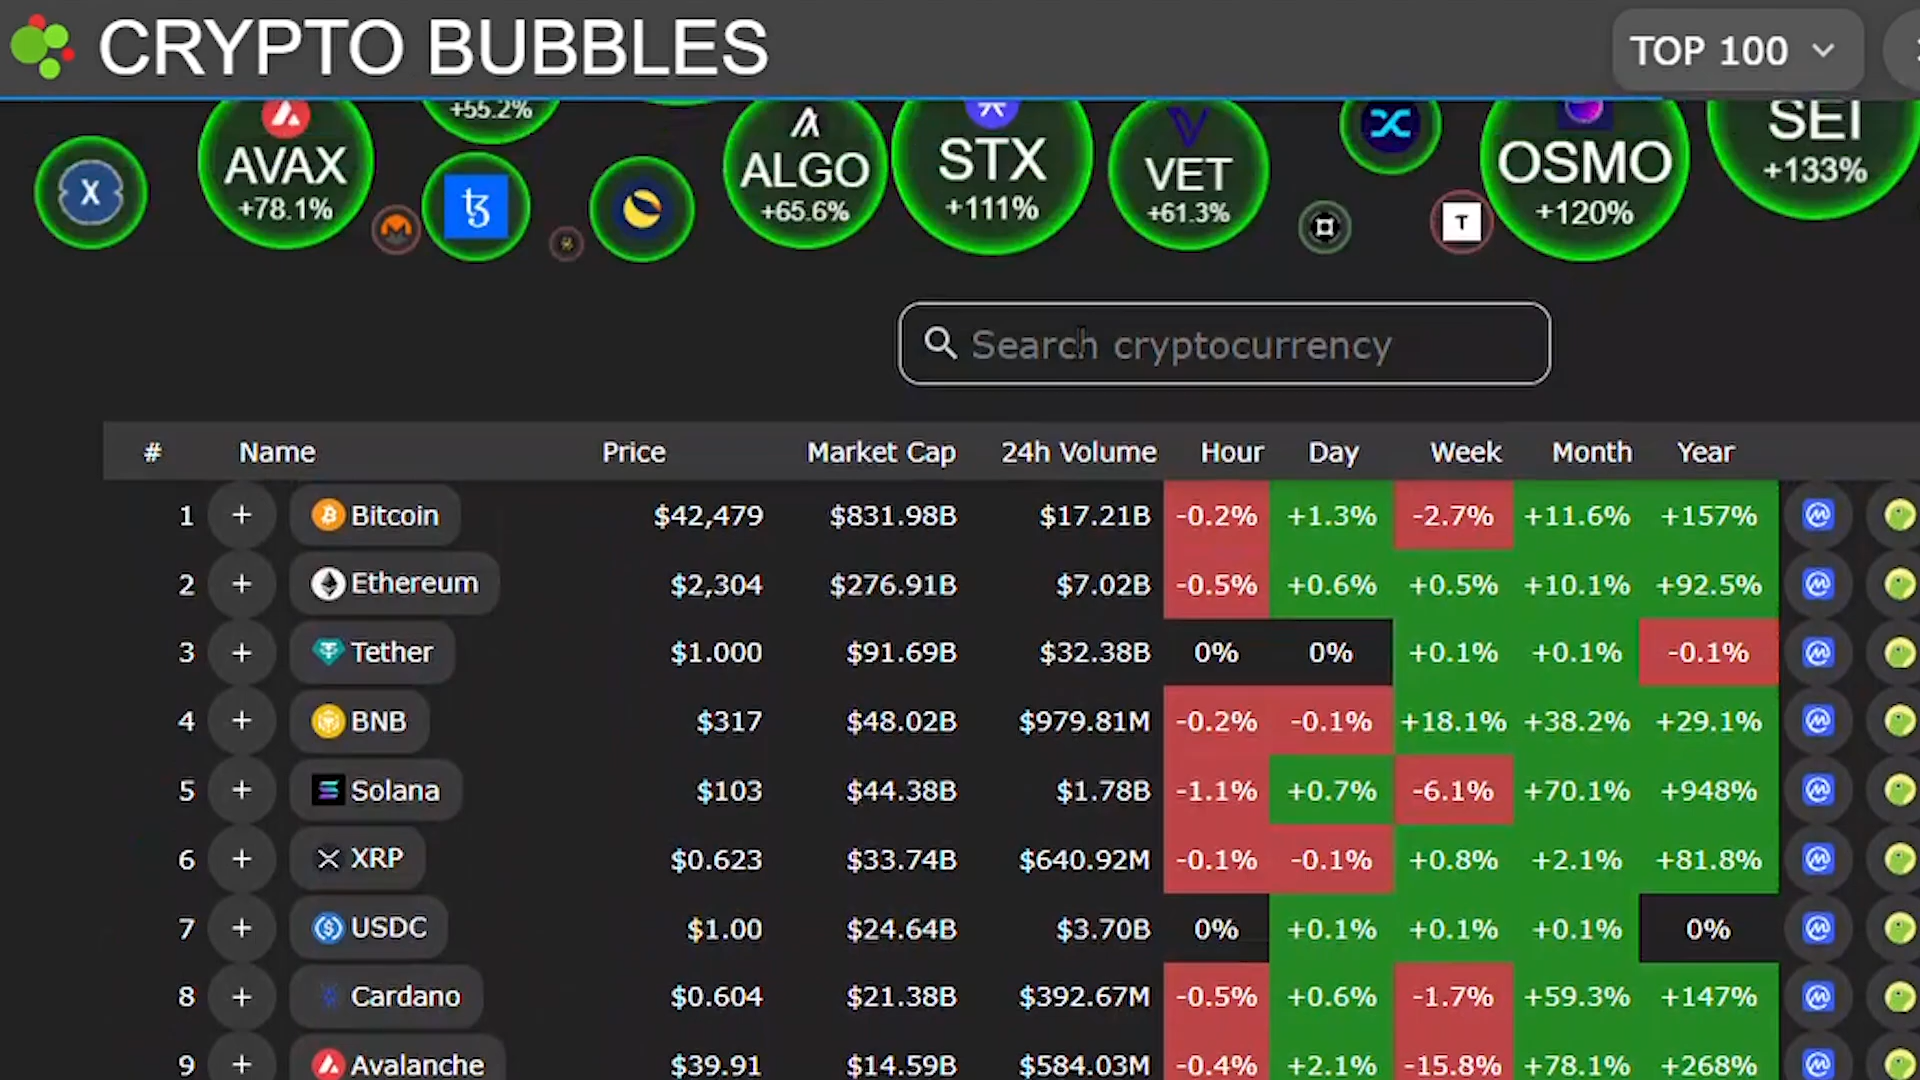 CRYPTO BUBBLES
TOP 100
+55.2%
AVAX
+78.1%
ALGO
+65.6%
STX
+111%
VET
+61.3%
OSMO
+120%
SEI
+133%
X
T
Search cryptocurrency
# Name Price Market Cap 24h Volume Hour Day Week Month Year
1 + Bitcoin $42,479 $831.98B $17.21B -0.2% +1.3% -2.7% +11.6% +157%
2 + Ethereum $2,304 $276.91B $7.02B -0.5% +0.6% +0.5% +10.1% +92.5%
3 + Tether $1.000 $91.69B $32.38B 0% 0% +0.1% +0.1% -0.1%
4 + BNB $317 $48.02B $979.81M -0.2% -0.1% +18.1% +38.2% +29.1%
5 + Solana $103 $44.38B $1.78B -1.1% +0.7% -6.1% +70.1% +948%
6 + XRP $0.623 $33.74B $640.92M -0.1% -0.1% +0.8% +2.1% +81.8%
7 + USDC $1.00 $24.64B $3.70B 0% +0.1% +0.1% +0.1% 0%
8 + Cardano $0.604 $21.38B $392.67M -0.5% +0.6% -1.7% +59.3% +147%
9 + Avalanche $39.91 $14.59B $584.03M -0.4% +2.1% -15.8% +78.1% +268%